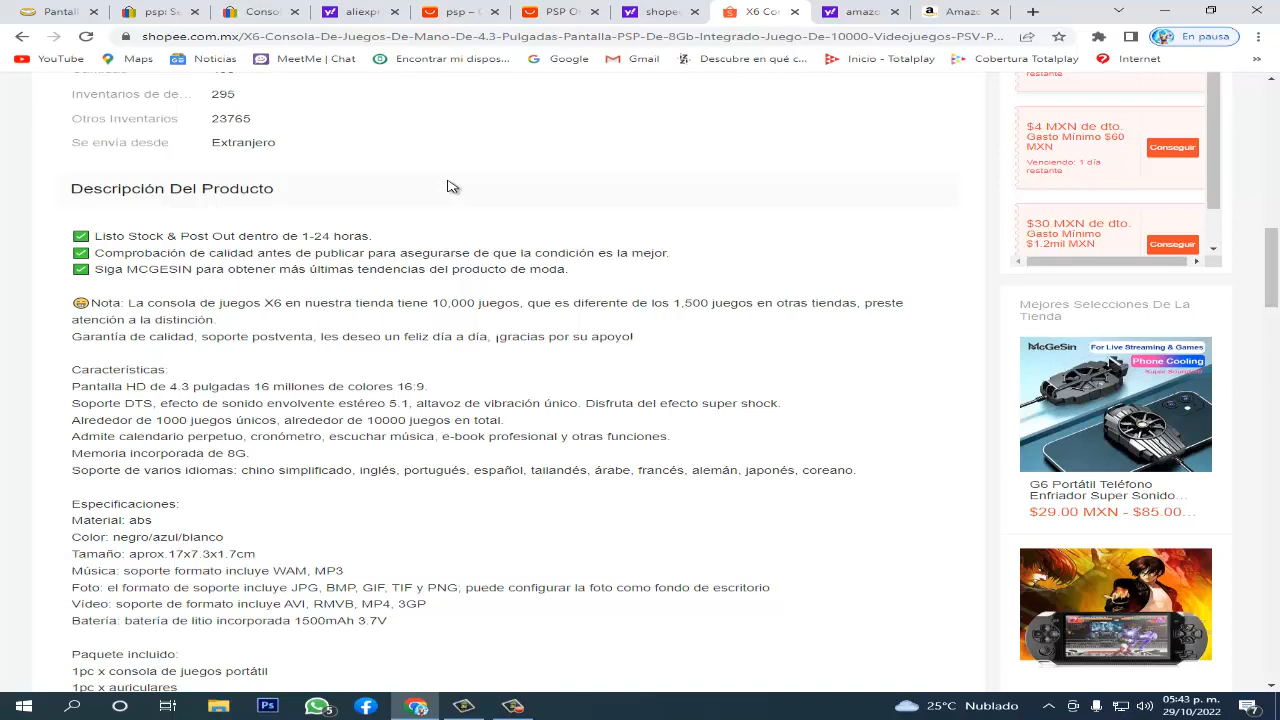 Pantall
psp: Se
Consol
aliexpr
psp – C
PSP O
shope
X6 Co
amazo
Amazo
shopee.com.mx/X6-Consola-De-Juegos-De-Mano-De-4.3-Pulgadas-Pantalla-PSP-De-8Gb-Integrado-Juego-De-10000-Videojuegos-PSV-P...
En pausa
YouTube
Maps
Noticias
MeetMe | Chat
Encontrar mi dispos...
Google
Gmail
Descubre en qué c...
Inicio - Totalplay
Cobertura Totalplay
Internet
»
Inventarios de de...
295
Otros Inventarios
23765
Se envía desde
Extranjero
Descripción Del Producto
✅ Listo Stock & Post Out dentro de 1-24 horas.
✅ Comprobación de calidad antes de publicar para asegurarse de que la condición es la mejor.
✅ Siga MCGESIN para obtener más últimas tendencias del producto de moda.
😁Nota: La consola de juegos X6 en nuestra tienda tiene 10,000 juegos, que es diferente de los 1,500 juegos en otras tiendas, preste
atención a la distinción.
Garantía de calidad, soporte postventa, les deseo un feliz día a día, ¡gracias por su apoyo!
Características:
Pantalla HD de 4.3 pulgadas 16 millones de colores 16:9.
Soporte DTS, efecto de sonido envolvente estéreo 5.1, altavoz de vibración único. Disfruta del efecto super shock.
Alrededor de 1000 juegos únicos, alrededor de 10000 juegos en total.
Admite calendario perpetuo, cronómetro, escuchar música, e-book profesional y otras funciones.
Memoria incorporada de 8G.
Soporte de varios idiomas: chino simplificado, inglés, portugués, español, tailandés, árabe, francés, alemán, japonés, coreano.
Especificaciones:
Material: abs
Color: negro/azul/blanco
Tamaño: aprox.17x7.3x1.7cm
Música: soporte formato incluye WAM, MP3
Foto: el formato de soporte incluye JPG, BMP, GIF, TIF y PNG, puede configurar la foto como fondo de escritorio
Vídeo: soporte de formato incluye AVI, RMVB, MP4, 3GP
Batería: batería de litio incorporada 1500mAh 3.7V
Paquete incluido:
1pc x consola de juegos portátil
1pc x auriculares
restante
$4 MXN de dto.
Gasto Mínimo $60
MXN
Venciendo: 1 día
restante
Conseguir
$30 MXN de dto.
Gasto Mínimo
$1.2mil MXN
Conseguir
Mejores Selecciones De La
Tienda
McGeSin
For Live Streaming & Games
Phone Cooling
G6 Portátil Teléfono
Enfriador Super Sonido...
$29.00 MXN - $85.00...
Ps
5
25°C Nublado
05:43 p. m.
29/10/2022
7